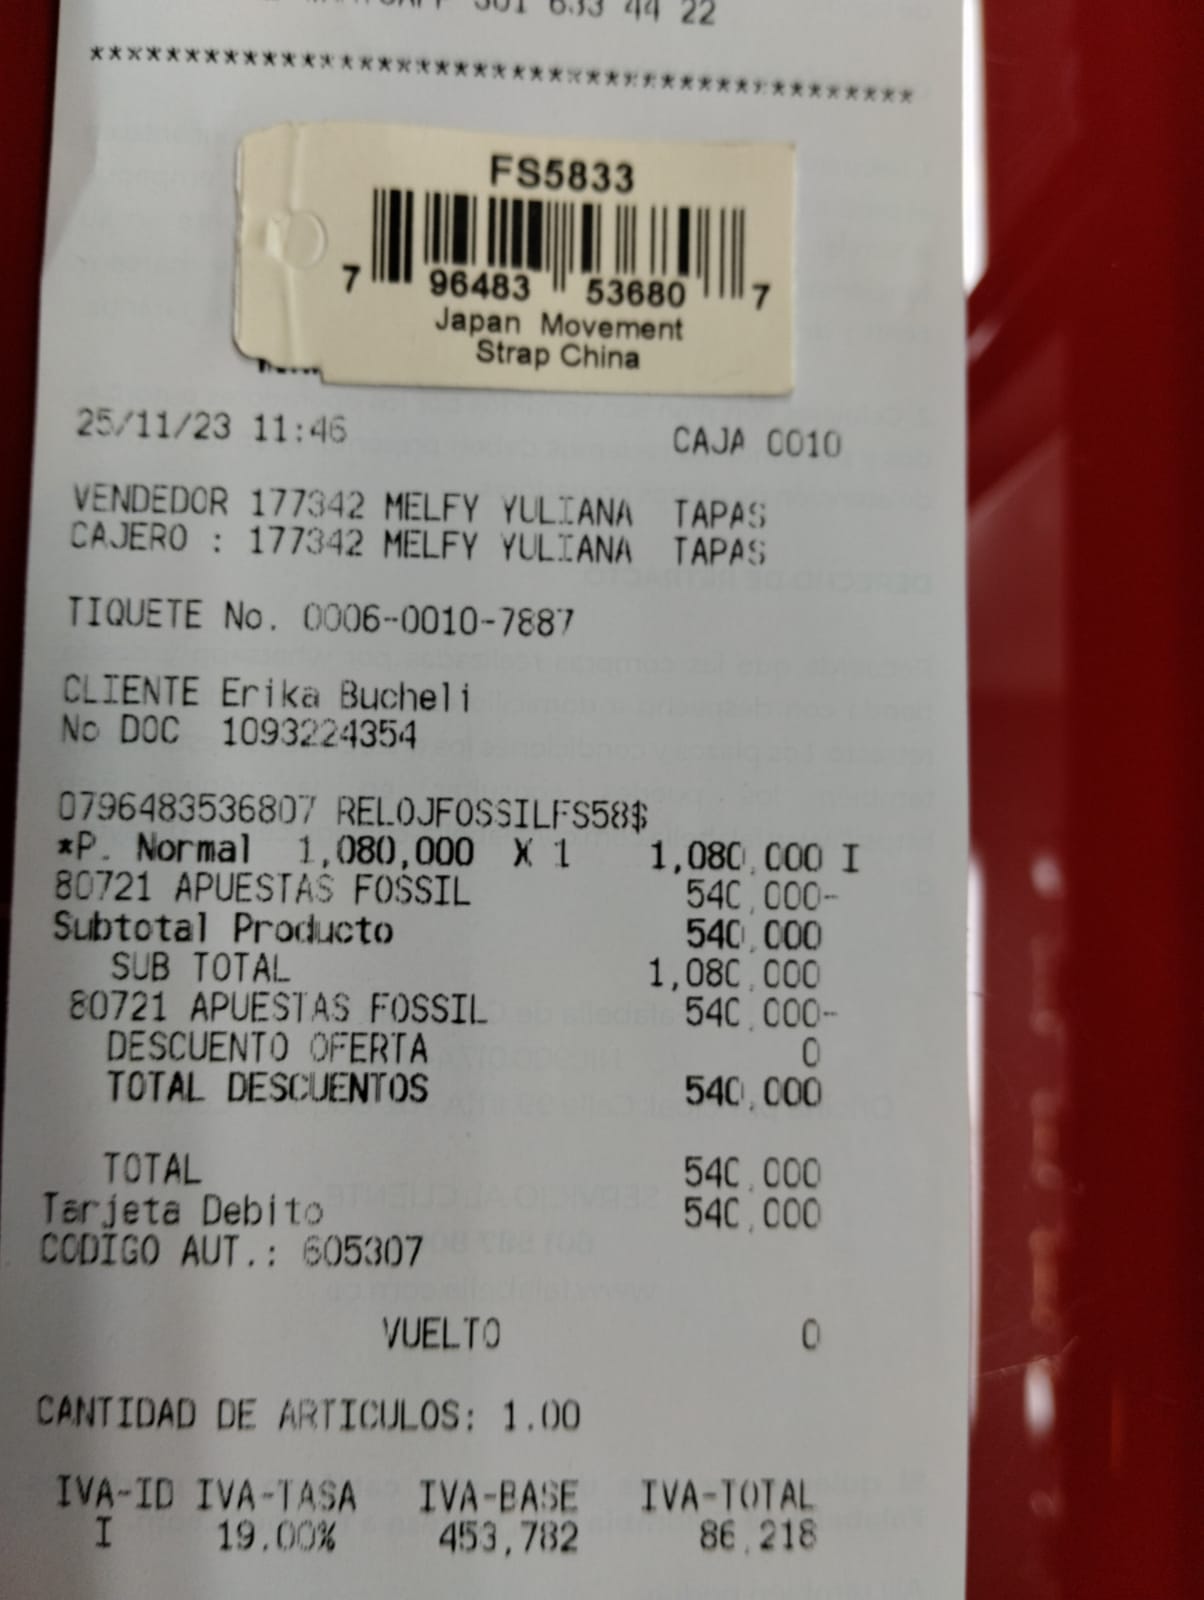 301 633 44 22
********************************************
FS5833
7 96483 53680 7
Japan Movement
Strap China
25/11/23 11:46 CAJA 0010
VENDEDOR 177342 MELFY YULIANA TAPAS
CAJERO : 177342 MELFY YULIANA TAPAS
TIQUETE No. 0006-0010-7887
CLIENTE Erika Bucheli
No DOC 1093224354
0796483536807 RELOJFOSSILFS58$
*P. Normal 1,080,000 X 1 1,080,000 I
80721 APUESTAS FOSSIL 540,000-
Subtotal Producto 540,000
SUB TOTAL 1,080,000
80721 APUESTAS FOSSIL 540,000-
DESCUENTO OFERTA 0
TOTAL DESCUENTOS 540,000
TOTAL 540,000
Tarjeta Debito 540,000
CODIGO AUT.: 605307
VUELTO 0
CANTIDAD DE ARTICULOS: 1.00
IVA-ID IVA-TASA IVA-BASE IVA-TOTAL
I 19.00% 453,782 86,218